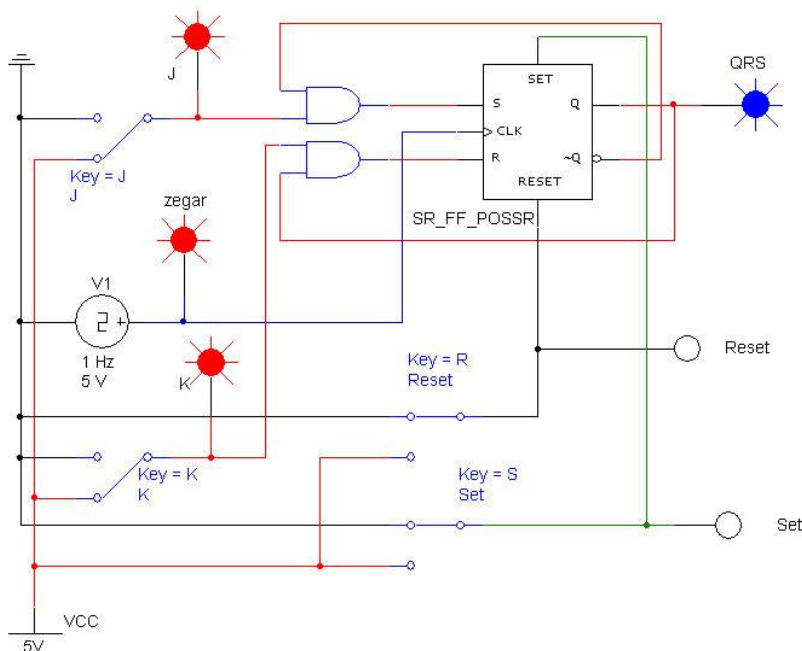 J
QRS
SET
S
Q
CLK
R
~Q
RESET
SR_FF_POSSR
Key = J
J
zegar
V1
1 Hz
5 V
K
Key = R
Reset
Reset
Key = K
K
Key = S
Set
Set
VCC
5V